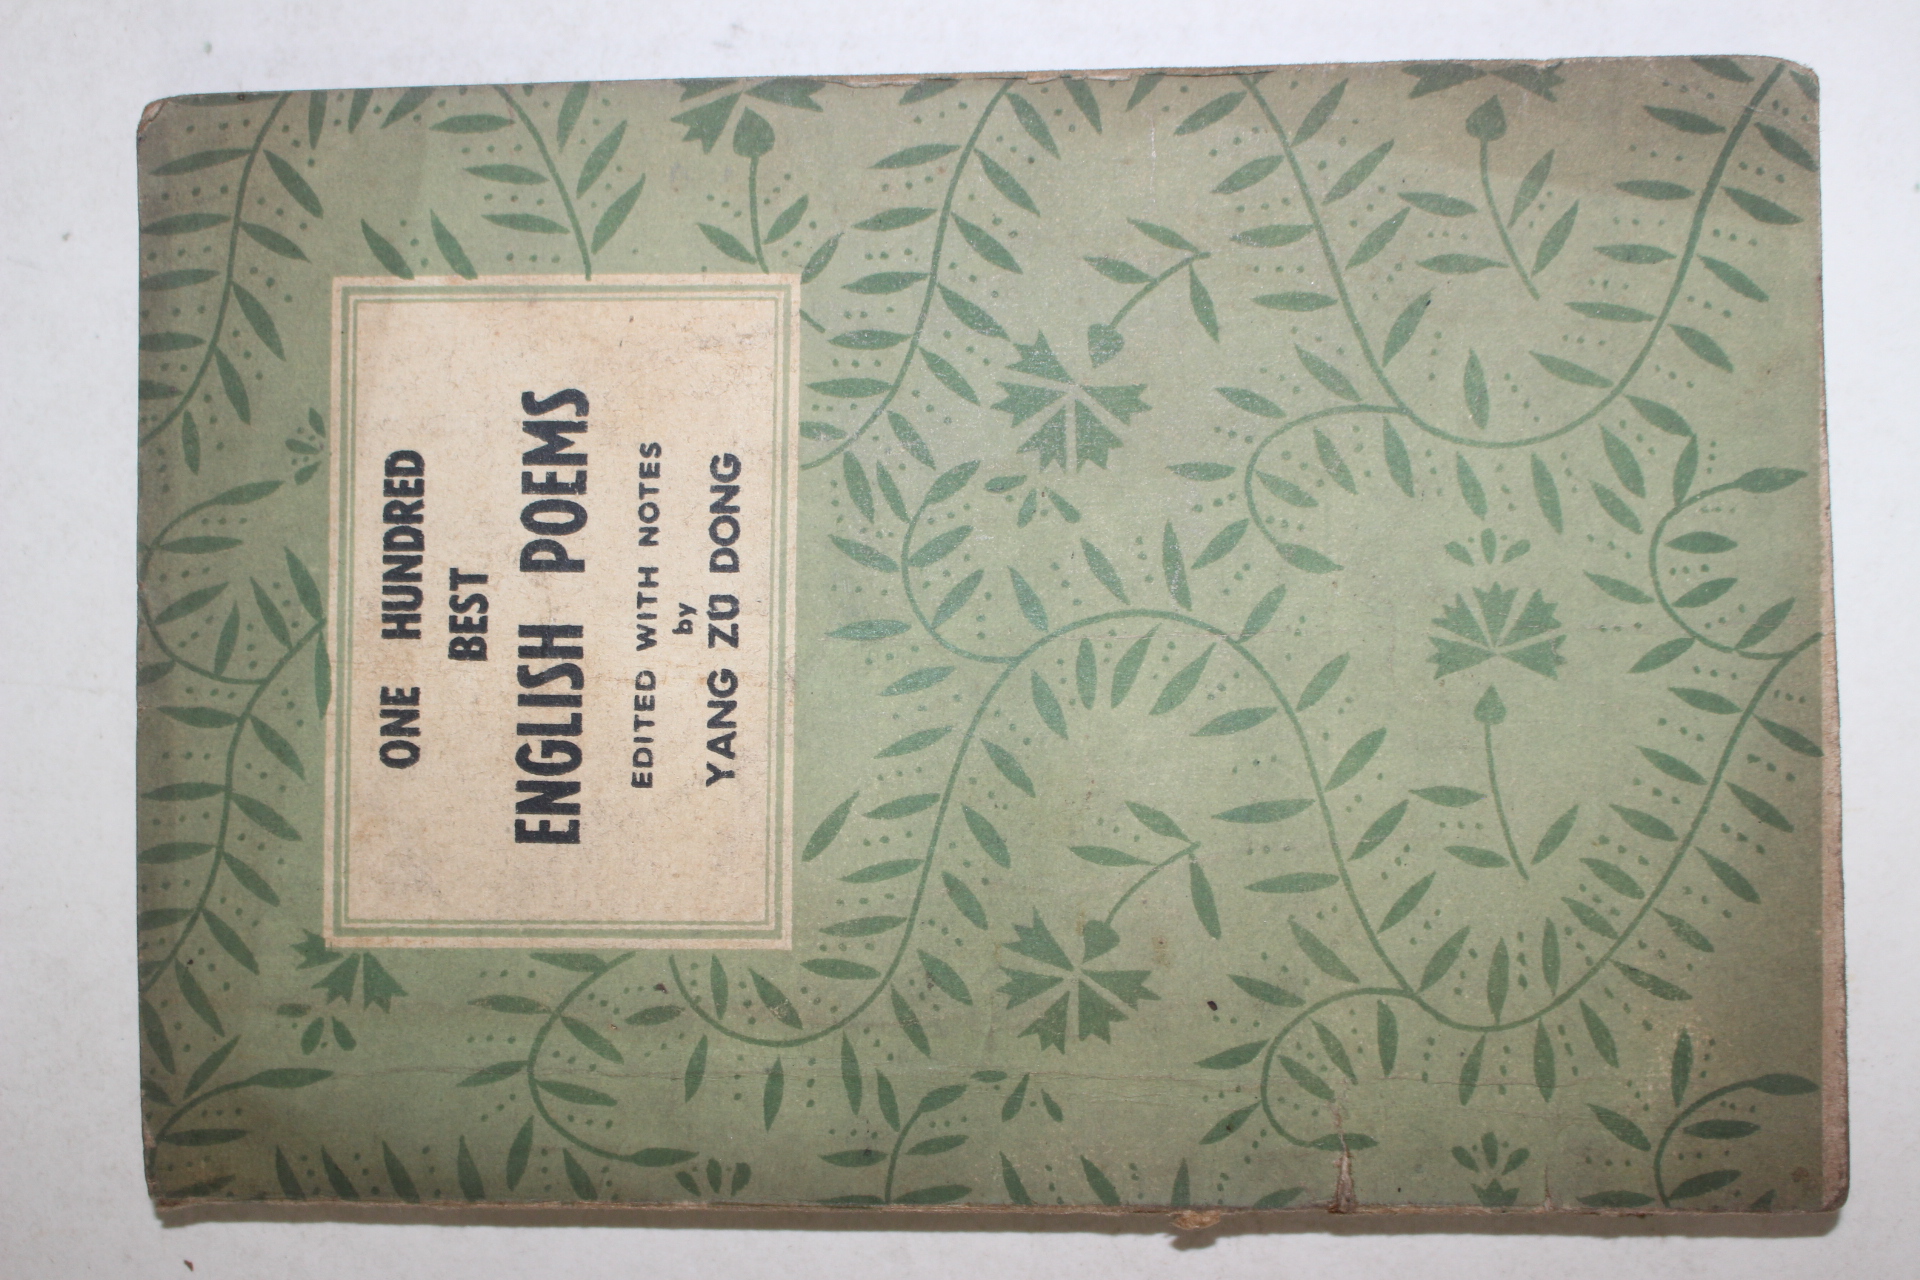 ONE HUNDRED
BEST
ENGLISH POEMS
EDITED WITH NOTES
by
YANG ZÜ DONG